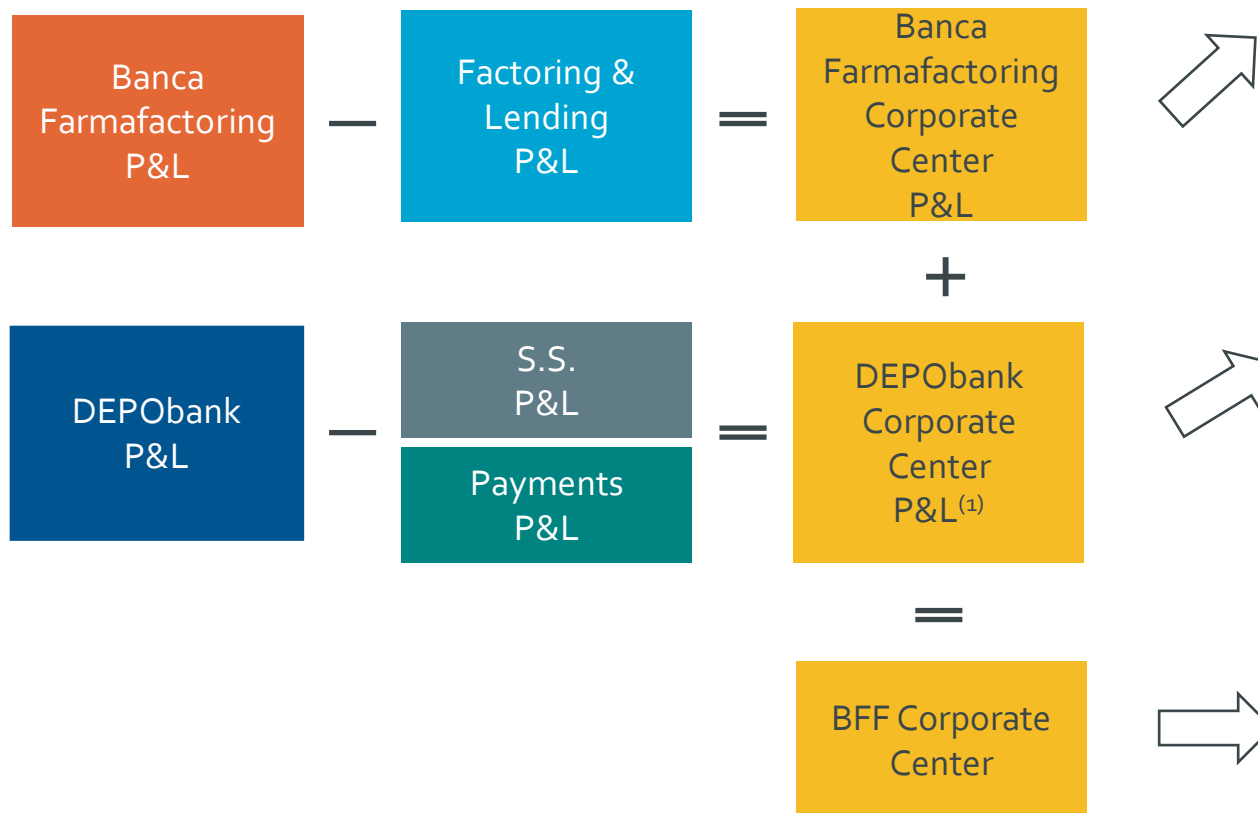 Banca
Farmafactoring
P&L
—
Factoring &
Lending
P&L
=
Banca
Farmafactoring
Corporate
Center
P&L
+
DEPObank
P&L
—
S.S.
P&L
Payments
P&L
=
DEPObank
Corporate
Center
P&L(1)
=
BFF Corporate
Center